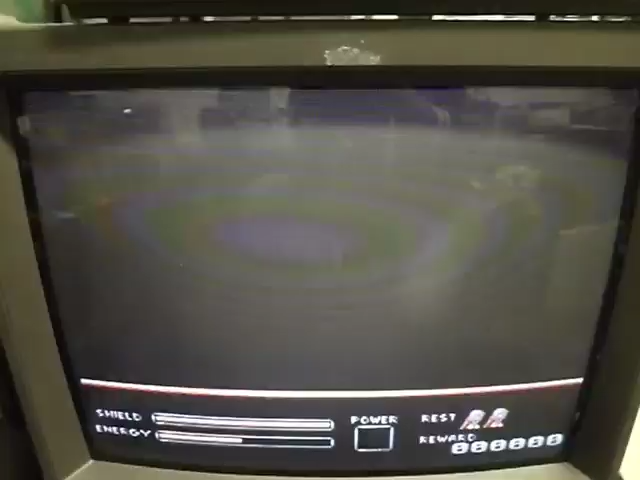 SHIELD
ENERGY
POWER
REST
REWARD
000000